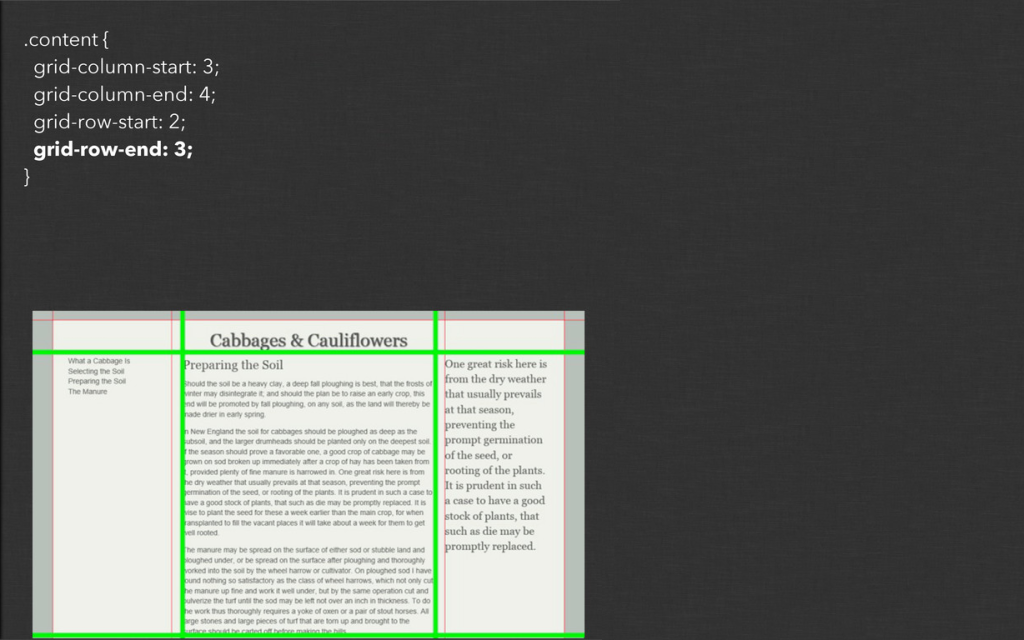 .content {
grid-column-start: 3;
grid-column-end: 4;
grid-row-start: 2;
grid-row-end: 3;
}
Cabbages & Cauliflowers
What a Cabbage Is
Selecting the Soil
Preparing the Soil
The Manure
Preparing the Soil
Should the soil be a heavy clay, a deep fall ploughing is best, that the frosts of
winter may disintegrate it; and should the plan be to raise an early crop, this
end will be promoted by fall ploughing, on any soil, as the land will thereby be
made drier in early spring.
In New England the soil for cabbages should be ploughed as deep as the
subsoil, and the larger drumheads should be planted only on the deepest soil.
If the season should prove a favorable one, a good crop of cabbage may be
grown on sod broken up immediately after a crop of hay has been taken from
it, provided plenty of fine manure is harrowed in. One great risk here is from
the dry weather that usually prevails at that season, preventing the prompt
germination of the seed, or rooting of the plants. It is prudent in such a case to
have a good stock of plants, that such as die may be promptly replaced. It is
wise to plant the seed for these a week earlier than the main crop, for when
transplanted to fill the vacant places it will take about a week for them to get
well rooted.
The manure may be spread on the surface of either sod or stubble land and
ploughed under, or be spread on the surface after ploughing and thoroughly
worked into the soil by the wheel harrow or cultivator. On ploughed sod I have
found nothing so satisfactory as the class of wheel harrows, which not only cut
the manure up fine and work it well under, but by the same operation cut and
pulverize the turf until the sod may be left not over an inch in thickness. To do
the work thus thoroughly requires a yoke of oxen or a pair of stout horses. All
large stones and large pieces of turf that are torn up and brought to the
surface should be carted off before making the hills.
One great risk here is
from the dry weather
that usually prevails
at that season,
preventing the
prompt germination
of the seed, or
rooting of the plants.
It is prudent in such
a case to have a good
stock of plants, that
such as die may be
promptly replaced.